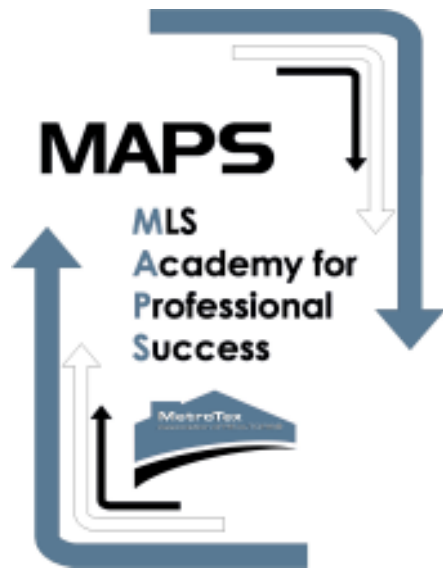 MAPS
MLS
Academy for
Professional
Success
MetroTex